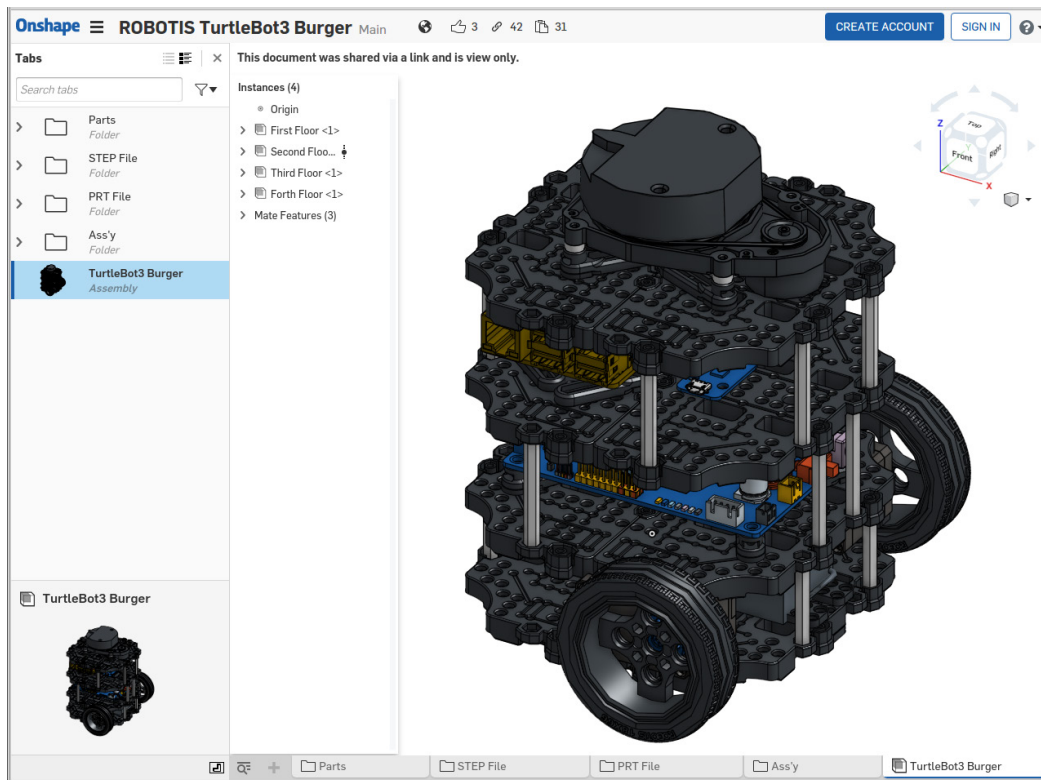 Onshape ROBOTIS TurtleBot3 Burger Main 3 42 31 CREATE ACCOUNT SIGN IN ?
Tabs
This document was shared via a link and is view only.
Search tabs
Parts
Folder
STEP File
Folder
PRT File
Folder
Ass'y
Folder
TurtleBot3 Burger
Assembly
Instances (4)
Origin
First Floor <1>
Second Floo...
Third Floor <1>
Forth Floor <1>
Mate Features (3)
Z
Top
Y
Front
Right
X
TurtleBot3 Burger
Parts STEP File PRT File Ass'y TurtleBot3 Burger